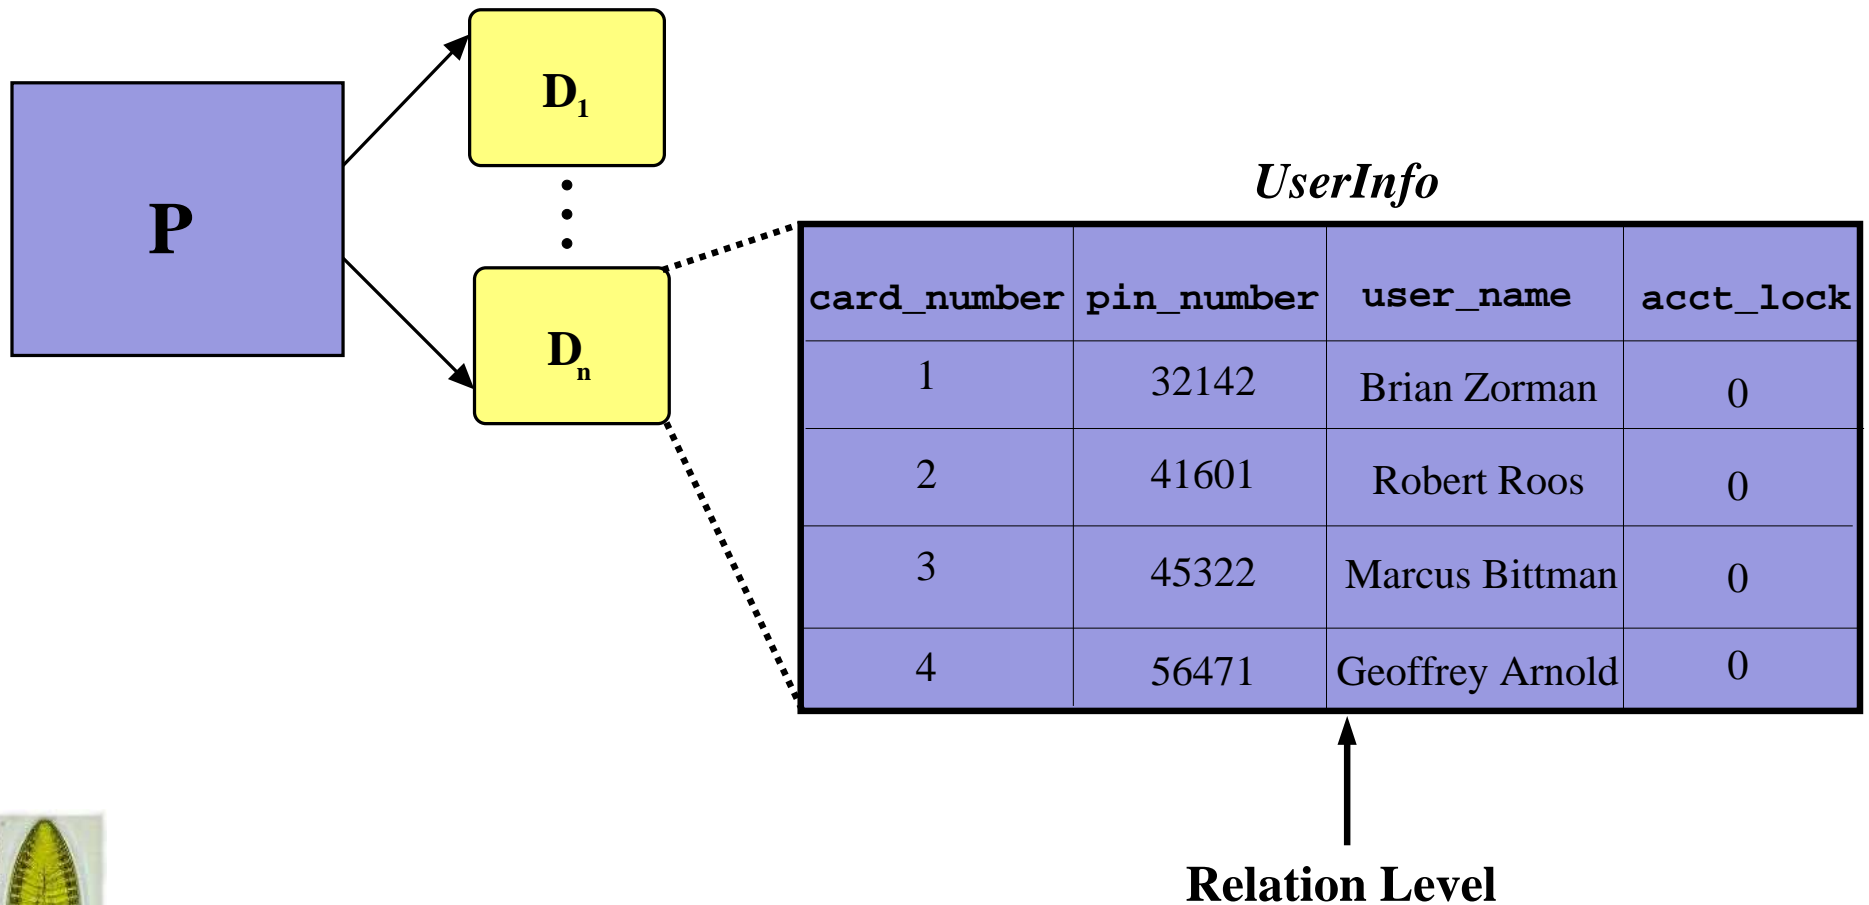 P
D1
Dn
UserInfo
card_number pin_number user_name acct_lock
1 32142 Brian Zorman 0
2 41601 Robert Roos 0
3 45322 Marcus Bittman 0
4 56471 Geoffrey Arnold 0
Relation Level